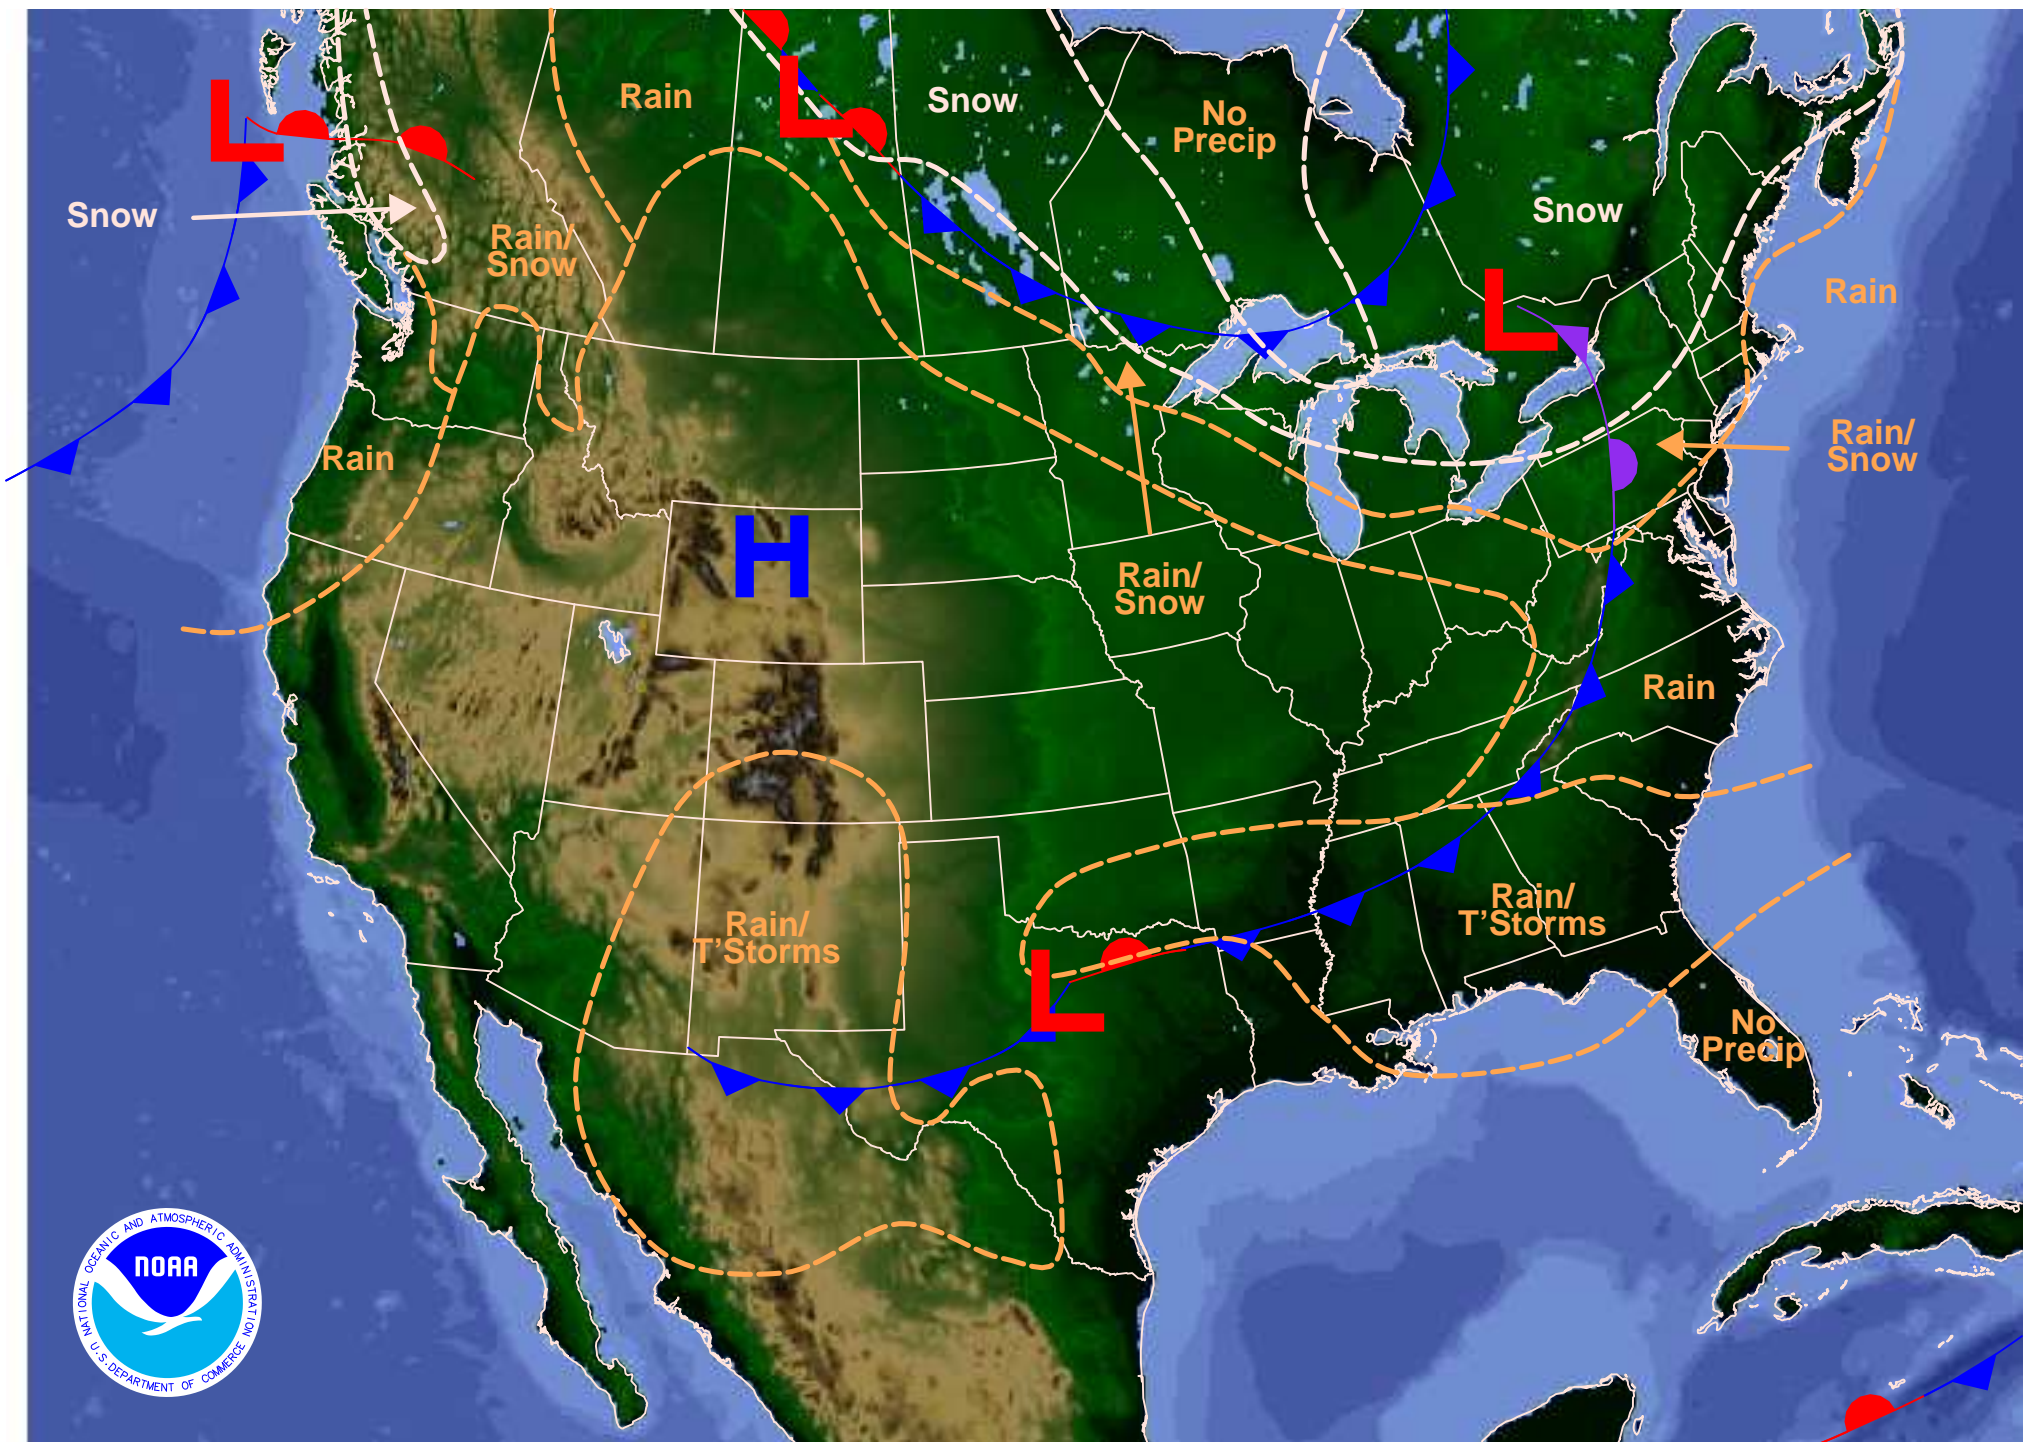 L
Rain
L
Snow
No
Precip
Snow
Snow
Rain/
Snow
L
Rain
Rain
Rain/
Snow
H
Rain/
Snow
Rain
Rain/
T'Storms
Rain/
T'Storms
L
No
Precip
NATIONAL OCEANIC AND ATMOSPHERIC ADMINISTRATION
NOAA
U.S. DEPARTMENT OF COMMERCE